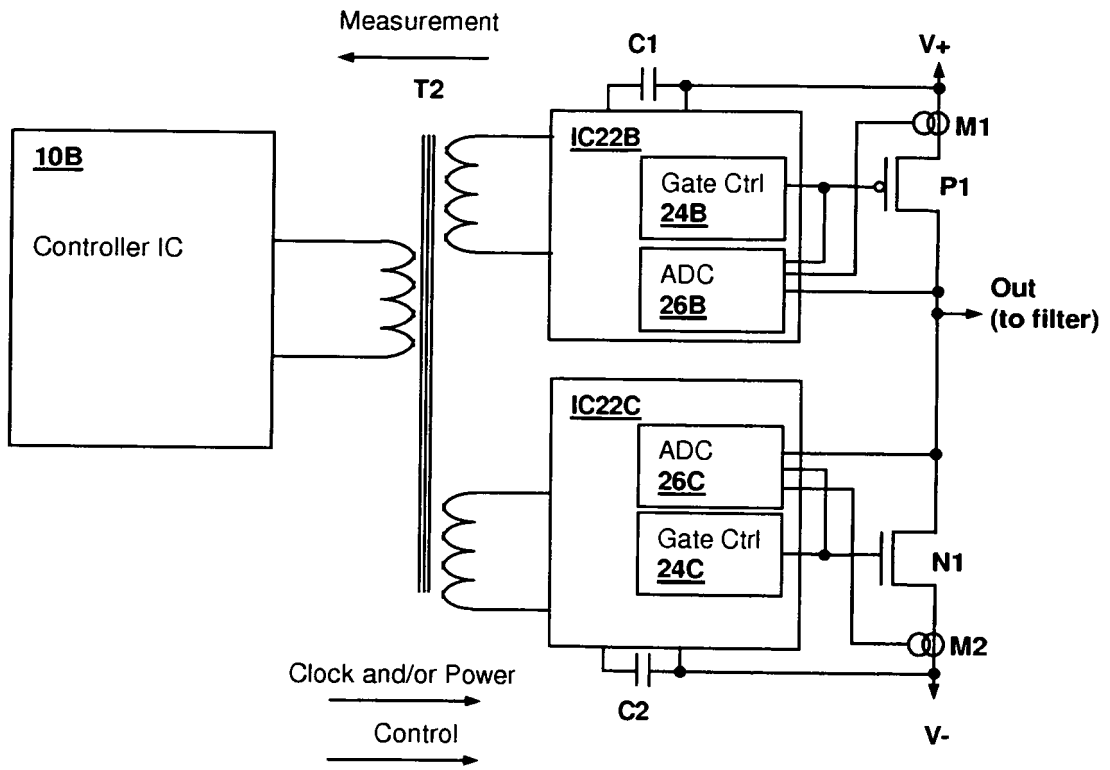 Measurement
T2
C1
V+
10B
Controller IC
IC22B
Gate Ctrl
24B
ADC
26B
M1
P1
Out
(to filter)
IC22C
ADC
26C
Gate Ctrl
24C
N1
M2
C2
V-
Clock and/or Power
Control